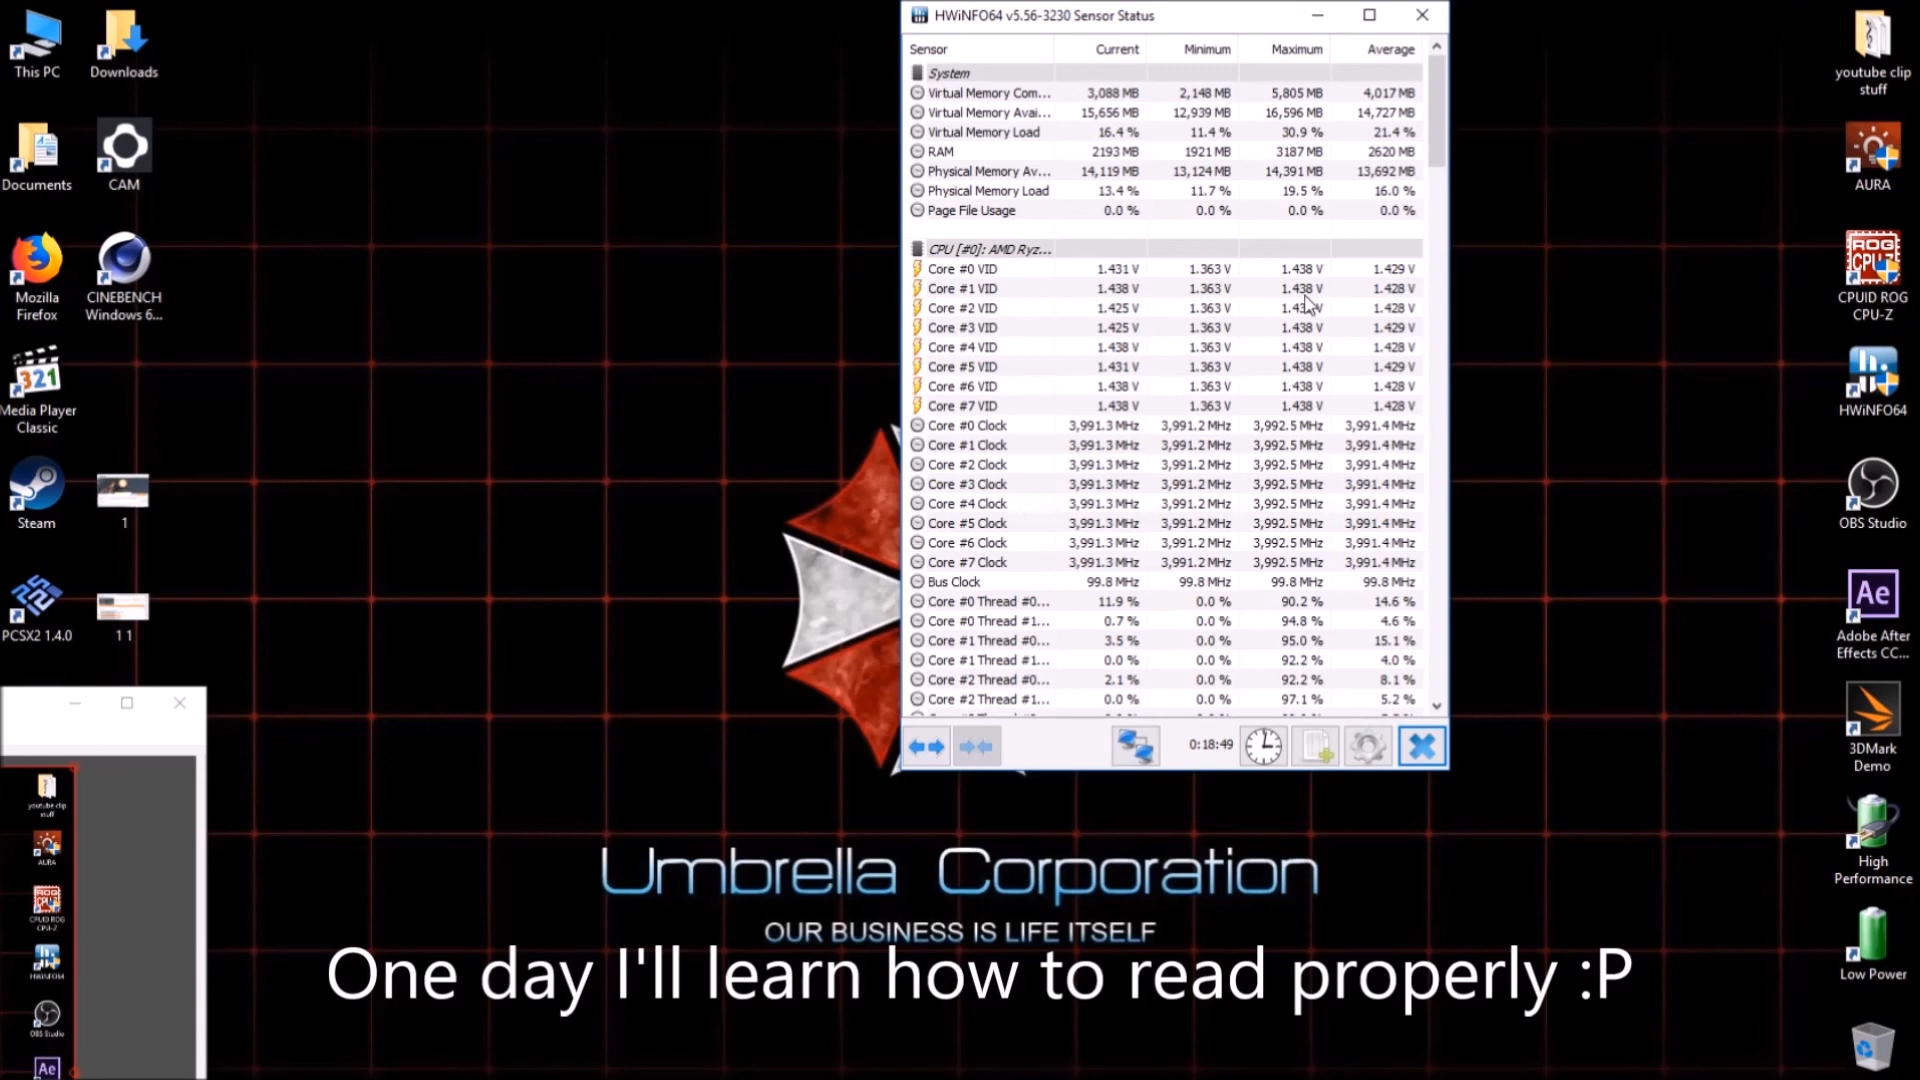 This PC
Downloads
Documents
CAM
Mozilla
Firefox
CINEBENCH
Windows 6...
Media Player
Classic
Steam
1
PCSX2 1.4.0
1 1
HWiNFO64 v5.56-3230 Sensor Status
Sensor Current Minimum Maximum Average
System
Virtual Memory Com... 3,088 MB 2,148 MB 5,805 MB 4,017 MB
Virtual Memory Avai... 15,656 MB 12,939 MB 16,596 MB 14,727 MB
Virtual Memory Load 16.4 % 11.4 % 30.9 % 21.4 %
RAM 2193 MB 1921 MB 3187 MB 2620 MB
Physical Memory Av... 14,119 MB 13,124 MB 14,391 MB 13,692 MB
Physical Memory Load 13.4 % 11.7 % 19.5 % 16.0 %
Page File Usage 0.0 % 0.0 % 0.0 % 0.0 %
CPU [#0]: AMD Ryz...
Core #0 VID 1.431 V 1.363 V 1.438 V 1.429 V
Core #1 VID 1.438 V 1.363 V 1.438 V 1.428 V
Core #2 VID 1.425 V 1.363 V 1.428 V
Core #3 VID 1.425 V 1.363 V 1.438 V 1.429 V
Core #4 VID 1.438 V 1.363 V 1.438 V 1.428 V
Core #5 VID 1.431 V 1.363 V 1.438 V 1.429 V
Core #6 VID 1.438 V 1.363 V 1.438 V 1.428 V
Core #7 VID 1.438 V 1.363 V 1.438 V 1.428 V
Core #0 Clock 3,991.3 MHz 3,991.2 MHz 3,992.5 MHz 3,991.4 MHz
Core #1 Clock 3,991.3 MHz 3,991.2 MHz 3,992.5 MHz 3,991.4 MHz
Core #2 Clock 3,991.3 MHz 3,991.2 MHz 3,992.5 MHz 3,991.4 MHz
Core #3 Clock 3,991.3 MHz 3,991.2 MHz 3,992.5 MHz 3,991.4 MHz
Core #4 Clock 3,991.3 MHz 3,991.2 MHz 3,992.5 MHz 3,991.4 MHz
Core #5 Clock 3,991.3 MHz 3,991.2 MHz 3,992.5 MHz 3,991.4 MHz
Core #6 Clock 3,991.3 MHz 3,991.2 MHz 3,992.5 MHz 3,991.4 MHz
Core #7 Clock 3,991.3 MHz 3,991.2 MHz 3,992.5 MHz 3,991.4 MHz
Bus Clock 99.8 MHz 99.8 MHz 99.8 MHz 99.8 MHz
Core #0 Thread #0... 11.9 % 0.0 % 90.2 % 14.6 %
Core #0 Thread #1... 0.7 % 0.0 % 94.8 % 4.6 %
Core #1 Thread #0... 3.5 % 0.0 % 95.0 % 15.1 %
Core #1 Thread #1... 0.0 % 0.0 % 92.2 % 4.0 %
Core #2 Thread #0... 2.1 % 0.0 % 92.2 % 8.1 %
Core #2 Thread #1... 0.0 % 0.0 % 97.1 % 5.2 %
0:18:49
youtube clip
stuff
AURA
ROG
CPU-Z
CPUID ROG
CPU-Z
HWiNFO64
OBS Studio
Ae
Adobe After
Effects CC...
3DMark
Demo
High
Performance
Low Power
youtube clip
stuff
AURA
CPUID ROG
CPU-Z
HWiNFO64
OBS Studio
Ae
Umbrella Corporation
OUR BUSINESS IS LIFE ITSELF
One day I'll learn how to read properly :P